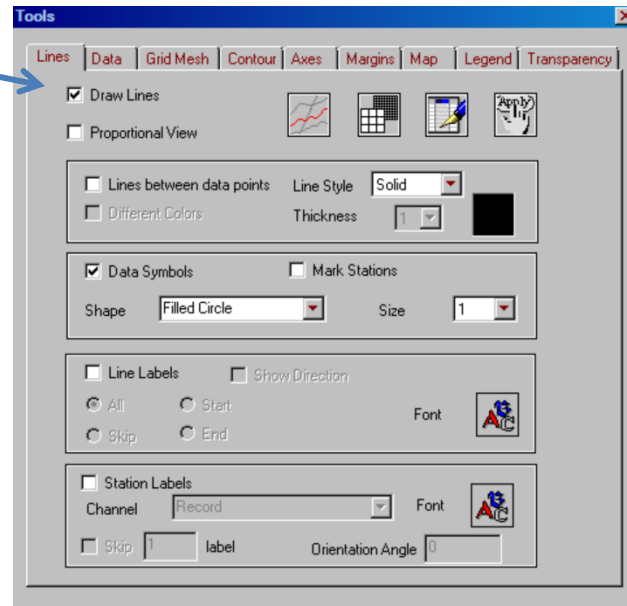 Tools
Lines Data Grid Mesh Contour Axes Margins Map Legend Transparency
Draw Lines
Apply
Proportional View
Lines between data points Line Style Solid
Different Colors Thickness 1
Data Symbols Mark Stations
Shape Filled Circle Size 1
Line Labels Show Direction
All Start Font
Skip End
Station Labels
Channel Record Font
Skip 1 label Orientation Angle 0